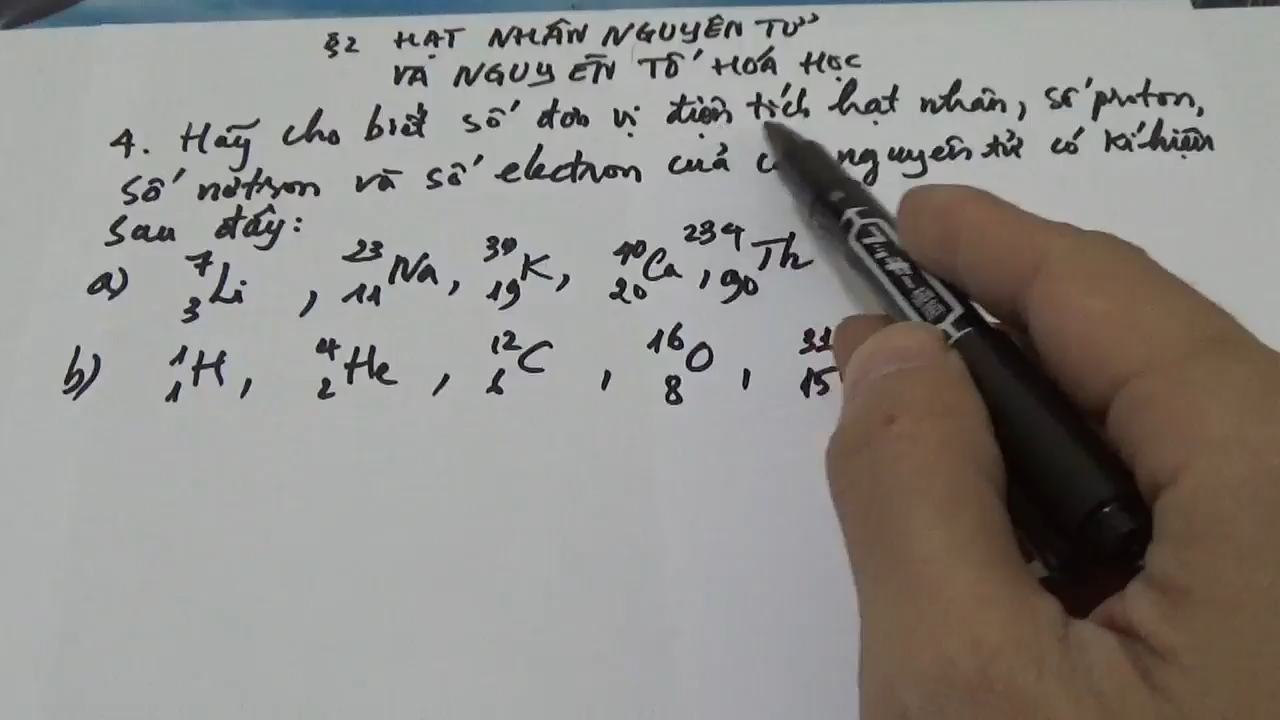 §2 HẠT NHÂN NGUYÊN TỬ
VÀ NGUYÊN TỐ HOÁ HỌC
4. Hãy cho biết số đơn vị điện tích hạt nhân, số proton,
số nơtron và số electron của nguyên tử có kí hiệu
sau đây:
a) ⁷₃Li , ²³₁₁Na, ³⁹₁₉K, ⁴⁰₂₀Ca, ²³⁴₉₀Th
b) ¹₁H, ⁴₂He , ¹²₆C , ¹⁶₈O , ³¹₁₅